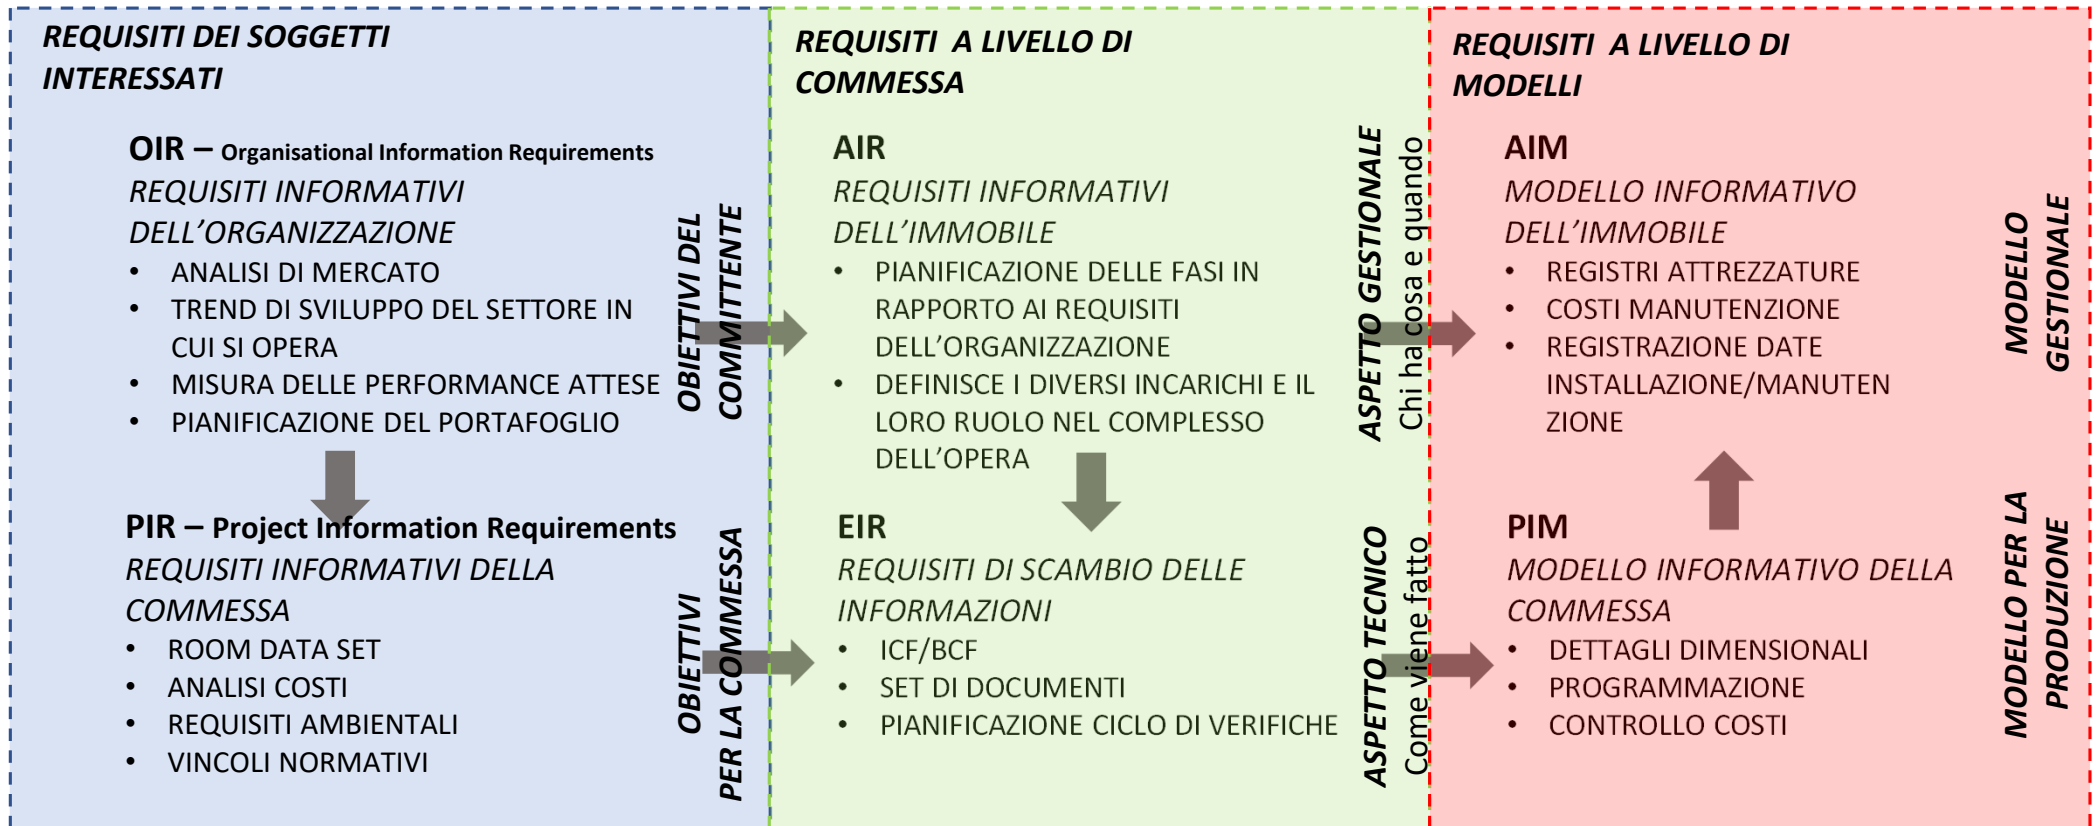 REQUISITI DEI SOGGETTI
INTERESSATI
OIR – Organisational Information Requirements
REQUISITI INFORMATIVI
DELL'ORGANIZZAZIONE
• ANALISI DI MERCATO
• TREND DI SVILUPPO DEL SETTORE IN
CUI SI OPERA
• MISURA DELLE PERFORMANCE ATTESE
• PIANIFICAZIONE DEL PORTAFOGLIO
OBIETTIVI DEL
COMMITTENTE
PIR – Project Information Requirements
REQUISITI INFORMATIVI DELLA
COMMESSA
• ROOM DATA SET
• ANALISI COSTI
• REQUISITI AMBIENTALI
• VINCOLI NORMATIVI
OBIETTIVI
PER LA COMMESSA
REQUISITI A LIVELLO DI
COMMESSA
AIR
REQUISITI INFORMATIVI
DELL'IMMOBILE
• PIANIFICAZIONE DELLE FASI IN
RAPPORTO AI REQUISITI
DELL'ORGANIZZAZIONE
• DEFINISCE I DIVERSI INCARICHI E IL
LORO RUOLO NEL COMPLESSO
DELL'OPERA
ASPETTO GESTIONALE
Chi ha cosa e quando
EIR
REQUISITI DI SCAMBIO DELLE
INFORMAZIONI
• ICF/BCF
• SET DI DOCUMENTI
• PIANIFICAZIONE CICLO DI VERIFICHE
ASPETTO TECNICO
Come viene fatto
REQUISITI A LIVELLO DI
MODELLI
AIM
MODELLO INFORMATIVO
DELL'IMMOBILE
• REGISTRI ATTREZZATURE
• COSTI MANUTENZIONE
• REGISTRAZIONE DATE
INSTALLAZIONE/MANUTEN
ZIONE
MODELLO
GESTIONALE
PIM
MODELLO INFORMATIVO DELLA
COMMESSA
• DETTAGLI DIMENSIONALI
• PROGRAMMAZIONE
• CONTROLLO COSTI
MODELLO PER LA
PRODUZIONE